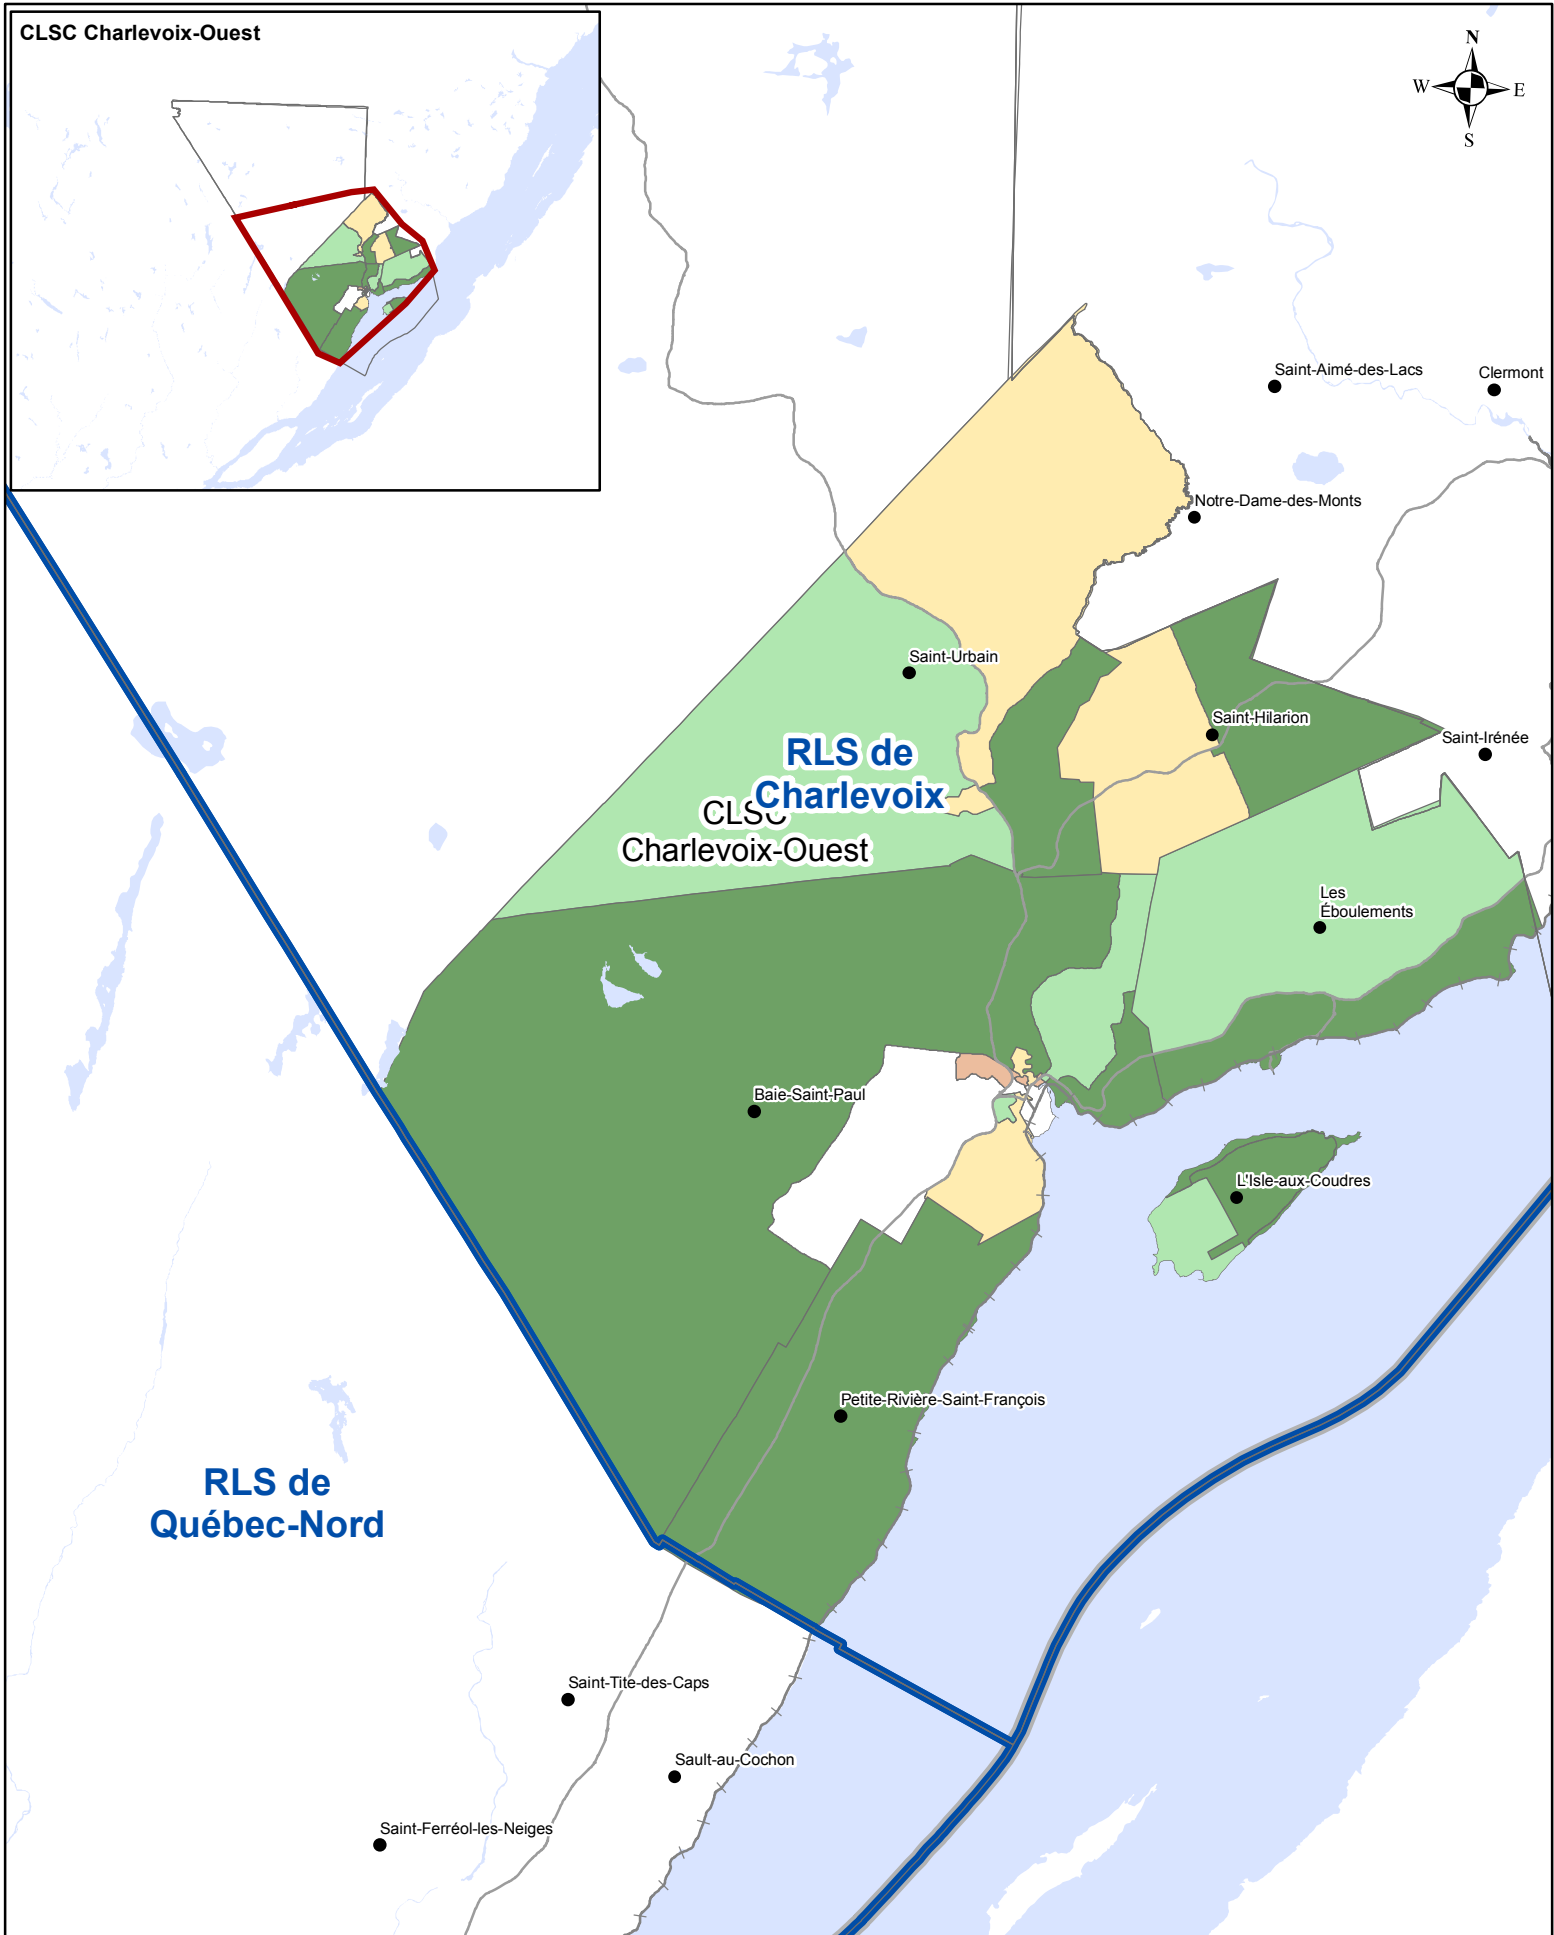 CLSC Charlevoix-Ouest
N
W
E
S
Saint-Aimé-des-Lacs
Clermont
Notre-Dame-des-Monts
Saint-Urbain
Saint-Hilarion
Saint-Irénée
RLS de
Charlevoix
CLSC
Charlevoix-Ouest
Les
Éboulements
Baie-Saint-Paul
L'Isle-aux-Coudres
Petite-Rivière-Saint-François
RLS de
Québec-Nord
Saint-Tite-des-Caps
Sault-au-Cochon
Saint-Ferréol-les-Neiges